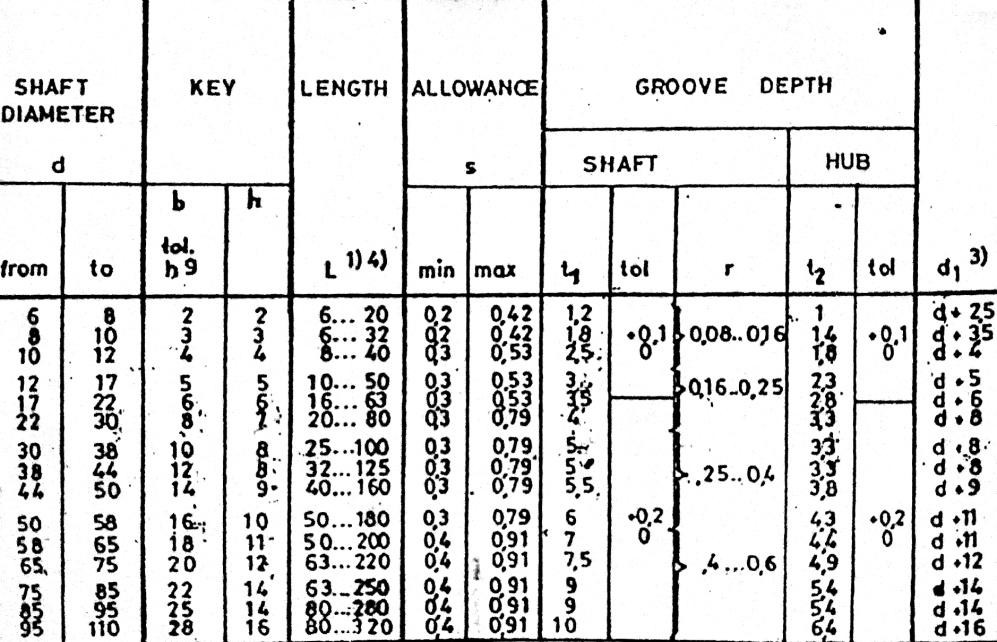 SHAFT KEY LENGTH ALLOWANCE GROOVE DEPTH
DIAMETER
d s SHAFT HUB
b h
tol.
from to h9 L 1) 4) min max t1 tol r t2 tol d1 3)
6 8 2 2 6... 20 0,2 0,42 1,2 1 d + 2,5
8 10 3 3 6... 32 0,2 0,42 1,8 +0,1 0,08..0,16 1,4 +0,1 d + 3,5
10 12 4 4 8... 40 0,3 0,53 2,5 0 1,8 0 d + 4
12 17 5 5 10... 50 0,3 0,53 3 0,16..0,25 2,3 d + 5
17 22 6 6 16... 63 0,3 0,53 3,5 2,8 d + 6
22 30 8 7 20... 80 0,3 0,79 4 3,3 d + 8
30 38 10 8 25...100 0,3 0,79 5 3,3 d + 8
38 44 12 8 32...125 0,3 0,79 5 ,25..0,4 3,3 d + 8
44 50 14 9 40...160 0,3 0,79 5,5 3,8 d + 9
50 58 16 10 50...180 0,3 0,79 6 +0,2 4,3 +0,2 d +11
58 65 18 11 50...200 0,4 0,91 7 0 4,4 0 d +11
65 75 20 12 63...220 0,4 0,91 7,5 ,4...0,6 4,9 d +12
75 85 22 14 63...250 0,4 0,91 9 5,4 d +14
85 95 25 14 80...280 0,4 0,91 9 5,4 d +14
95 110 28 16 80...320 0,4 0,91 10 6,4 d +16